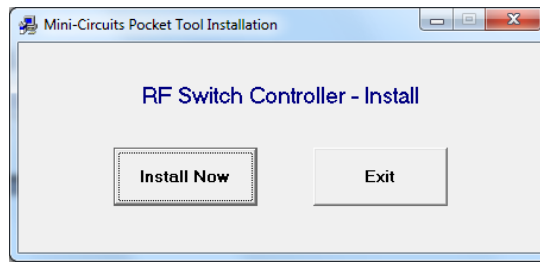 Mini-Circuits Pocket Tool Installation
RF Switch Controller - Install
Install Now
Exit